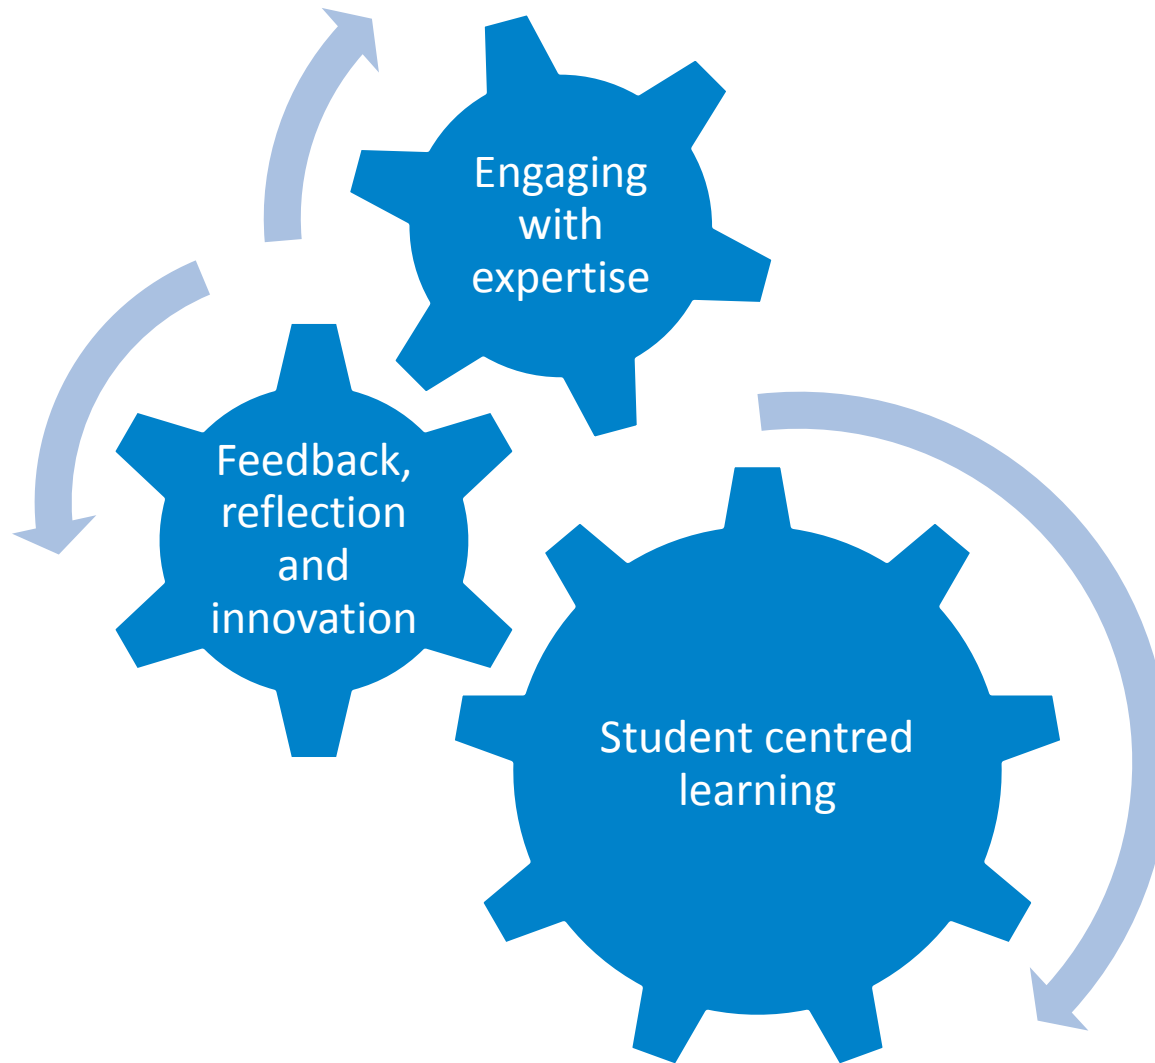 Engaging
with
expertise
Feedback,
reflection
and
innovation
Student centred
learning